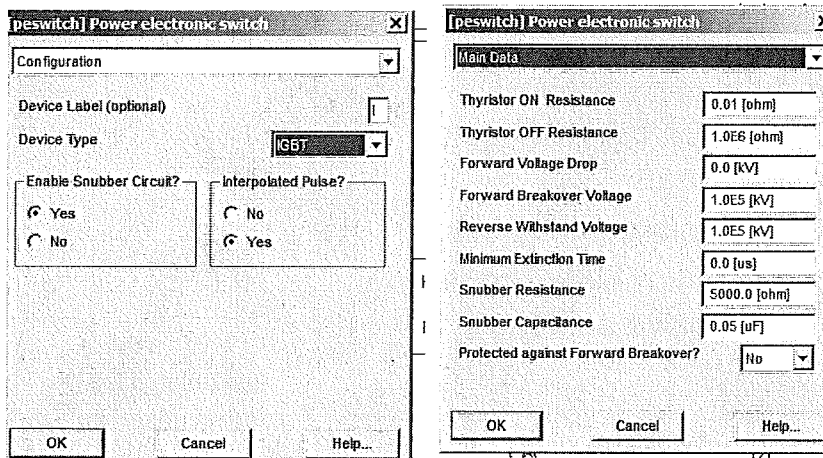 [peswitch] Power electronic switch
Configuration
Device Label (optional)
I
Device Type
IGBT
Enable Snubber Circuit?
Yes
No
Interpolated Pulse?
No
Yes
OK
Cancel
Help...
[peswitch] Power electronic switch
Main Data
Thyristor ON Resistance
0.01 [ohm]
Thyristor OFF Resistance
1.0E6 [ohm]
Forward Voltage Drop
0.0 [kV]
Forward Breakover Voltage
1.0E5 [kV]
Reverse Withstand Voltage
1.0E5 [kV]
Minimum Extinction Time
0.0 [us]
Snubber Resistance
5000.0 [ohm]
Snubber Capacitance
0.05 [uF]
Protected against Forward Breakover?
No
OK
Cancel
Help...